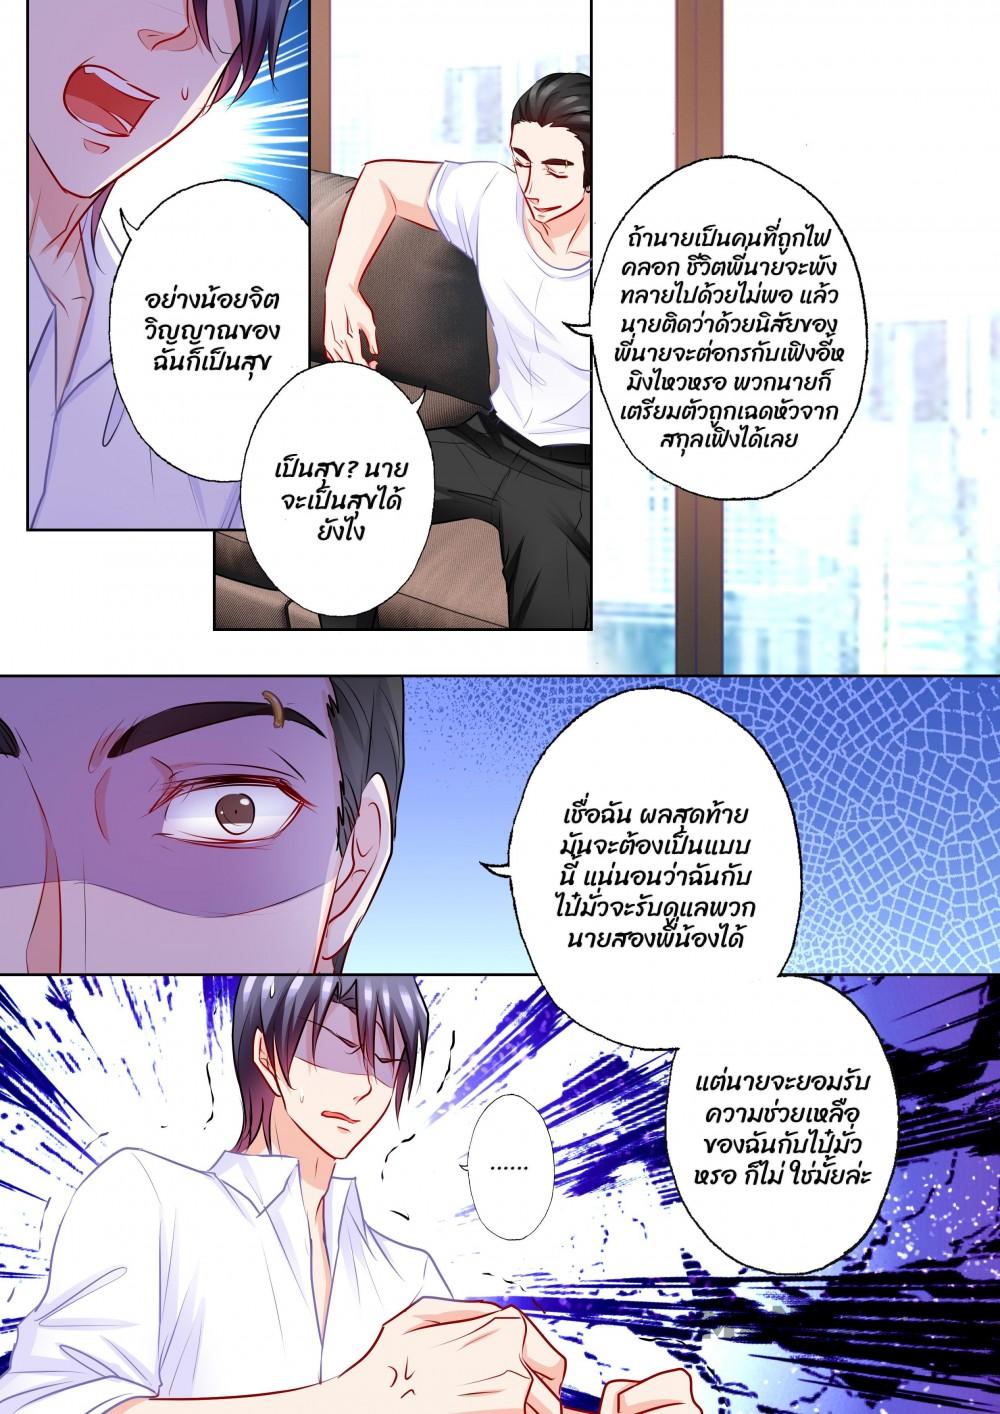 อย่างน้อยจิต
วิญญาณของ
ฉันก็เป็นสุข
เป็นสุข? นาย
จะเป็นสุขได้
ยังไง
ถ้านายเป็นคนที่ถูกไฟ
คลอก ชีวิตพี่นายจะพัง
ทลายไปด้วยไม่พอ แล้ว
นายติดว่าด้วยนิสัยของ
พี่นายจะต่อกรกับเฟิงอี้ห
มิงไหวหรอ พวกนายก็
เตรียมตัวถูกเฉดหัวจาก
สกุลเฟิงได้เลย
เชื่อฉัน ผลสุดท้าย
มันจะต้องเป็นแบบ
นี้ แน่นอนว่าฉันกับ
ไป๋มั่วจะรับดูแลพวก
นายสองพี่น้องได้
แต่นายจะยอมรับ
ความช่วยเหลือ
ของฉันกับไป๋มั่ว
หรอ ก็ไม่ ใช่มั้ยล่ะ
......